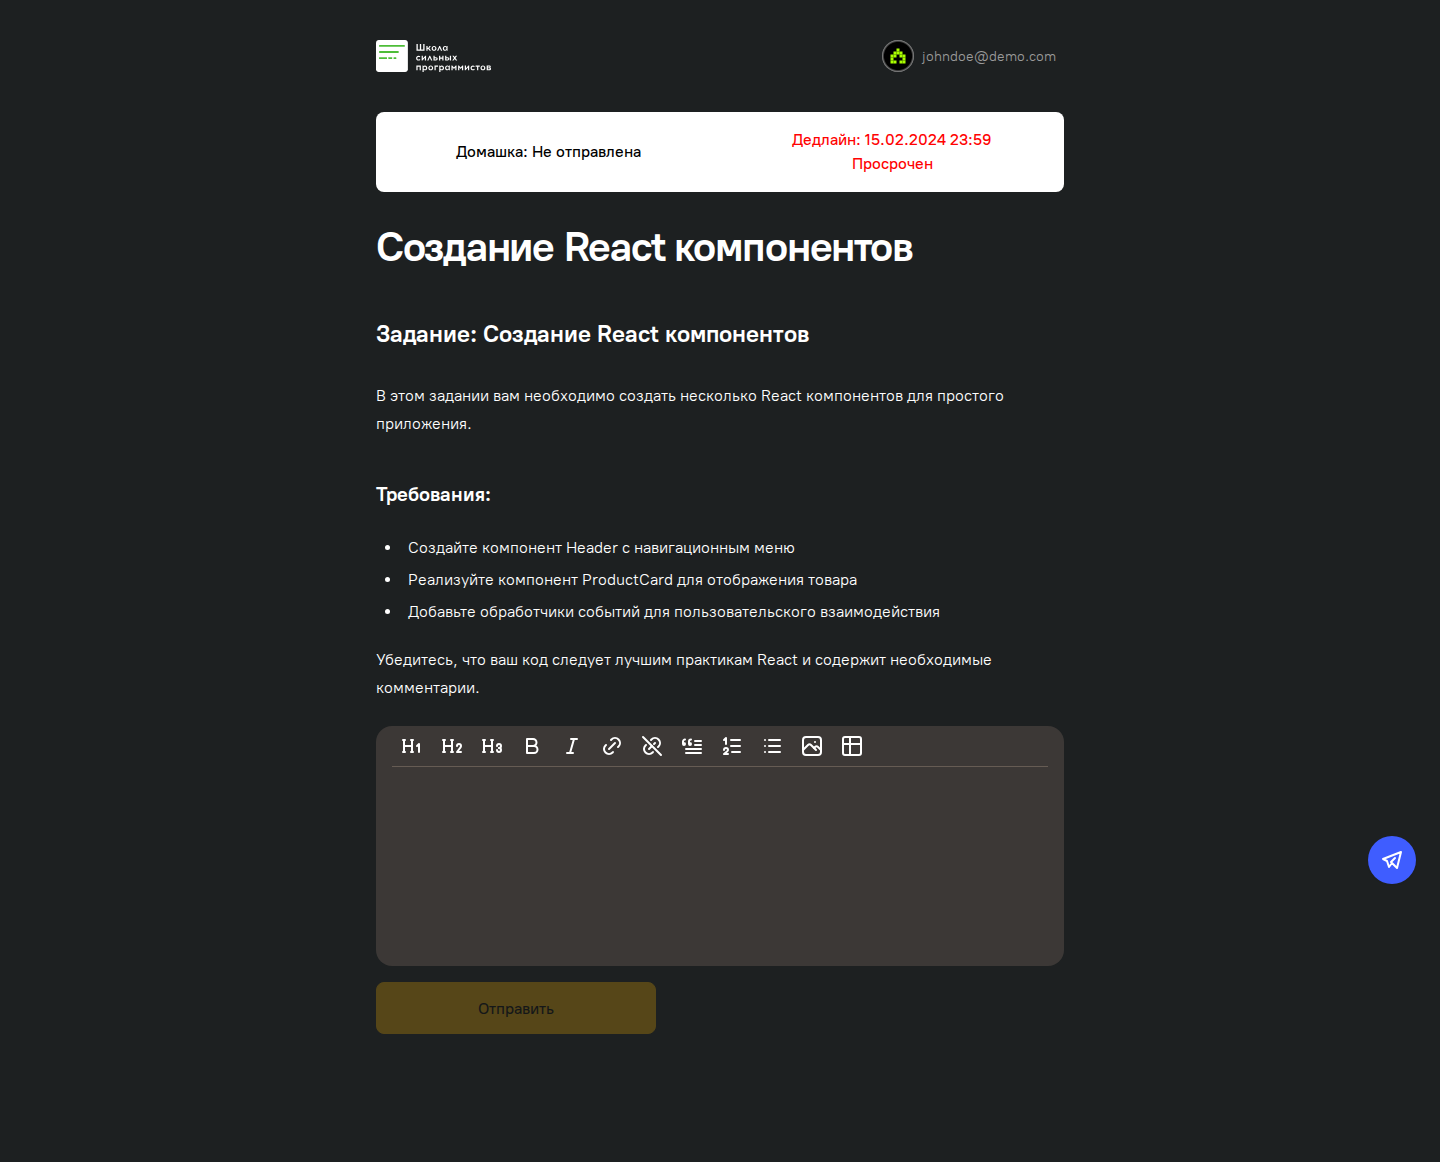 Школа
сильных
программистов
johndoe@demo.com
Домашка: Не отправлена
Дедлайн: 15.02.2024 23:59
Просрочен
Создание React компонентов
Задание: Создание React компонентов
В этом задании вам необходимо создать несколько React компонентов для простого
приложения.
Требования:
Создайте компонент Header с навигационным меню
Реализуйте компонент ProductCard для отображения товара
Добавьте обработчики событий для пользовательского взаимодействия
Убедитесь, что ваш код следует лучшим практикам React и содержит необходимые
комментарии.
H1 H2 H3 B I
Отправить